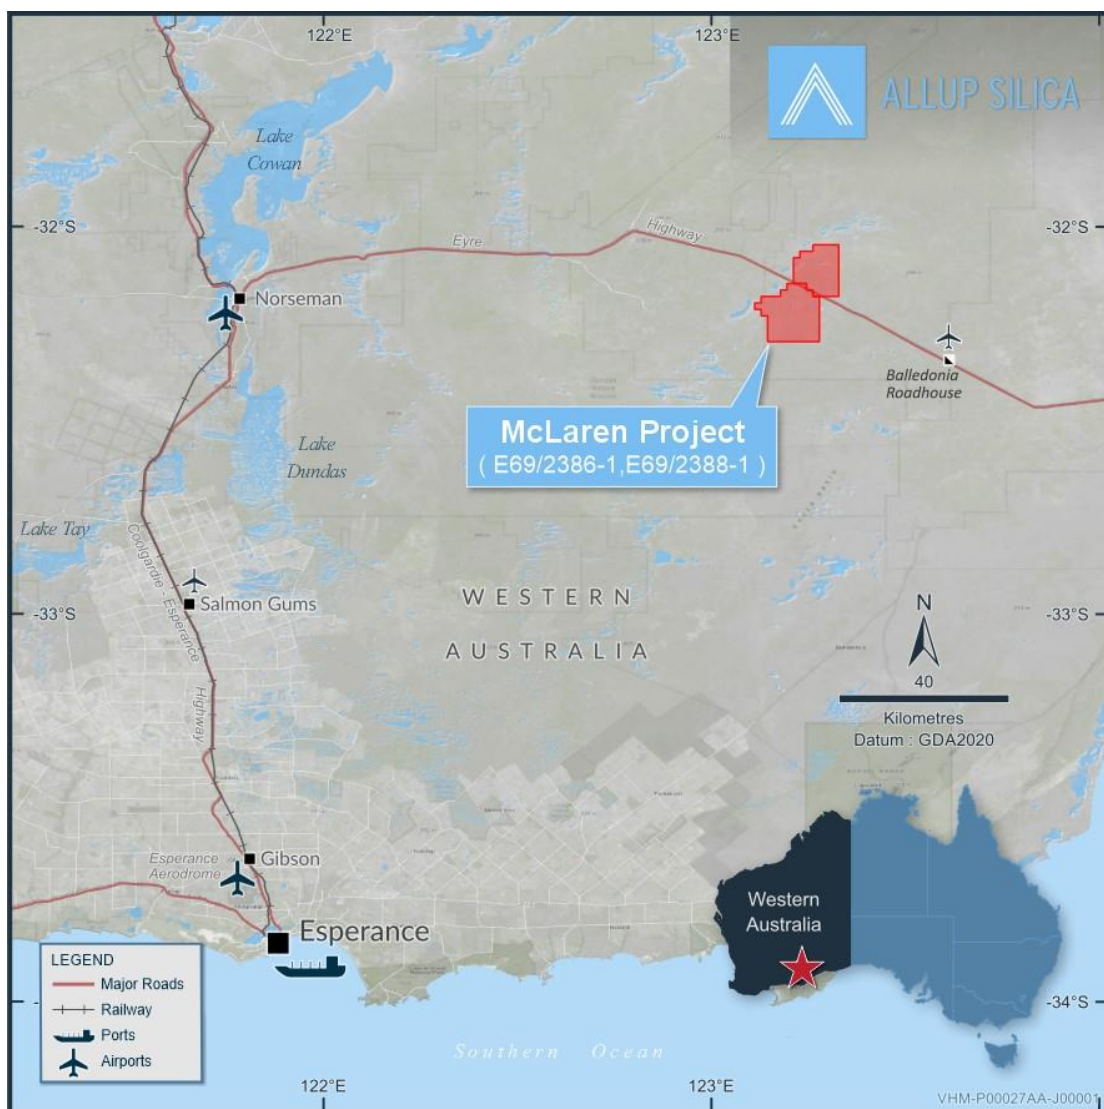 122°E
123°E
ALLUP SILICA
Lake
Cowan
-32°S
-32°S
Eyre
Highway
Norseman
Balledonia
Roadhouse
McLaren Project
( E69/2386-1,E69/2388-1 )
Lake
Dundas
Lake Tay
Coolgardie - Esperance
Highway
Salmon Gums
WESTERN
AUSTRALIA
-33°S
-33°S
N
40
Kilometres
Datum : GDA2020
Gibson
Esperance
Aerodrome
Esperance
Western
Australia
LEGEND
Major Roads
Railway
Ports
Airports
-34°S
Southern Ocean
122°E
123°E
VHM-P00027AA-J00001